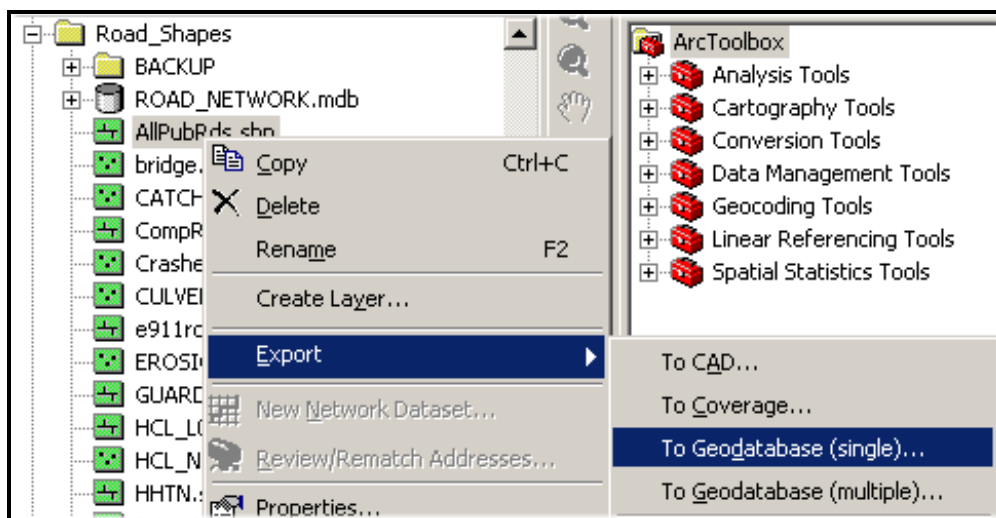 Road_Shapes
BACKUP
ROAD_NETWORK.mdb
AllPubRds.shp
bridge.
CATCH
CompR
Crashe
CULVE
e911rc
EROSI
GUARD
HCL_L
HCL_N
HHTN.
Copy Ctrl+C
Delete
Rename F2
Create Layer...
Export
New Network Dataset...
Review/Rematch Addresses...
Properties...
ArcToolbox
Analysis Tools
Cartography Tools
Conversion Tools
Data Management Tools
Geocoding Tools
Linear Referencing Tools
Spatial Statistics Tools
To CAD...
To Coverage...
To Geodatabase (single)...
To Geodatabase (multiple)...